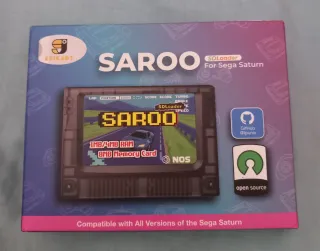 SAROO
SDLoader
For Sega Saturn
SDLoader
SAROO
1MB/4MB RAM
8MB Memory Card
NOS
GitHub
open source
Compatible with All Versions of the Sega Saturn